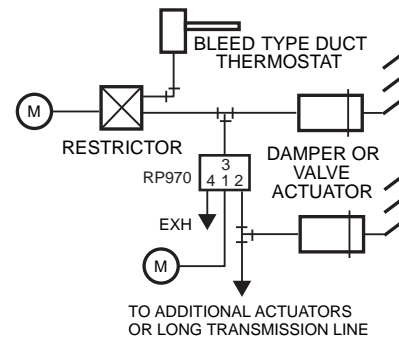 BLEED TYPE DUCT
THERMOSTAT
M
RESTRICTOR
DAMPER OR
VALVE
ACTUATOR
RP970
3
4 1 2
EXH
M
TO ADDITIONAL ACTUATORS
OR LONG TRANSMISSION LINE